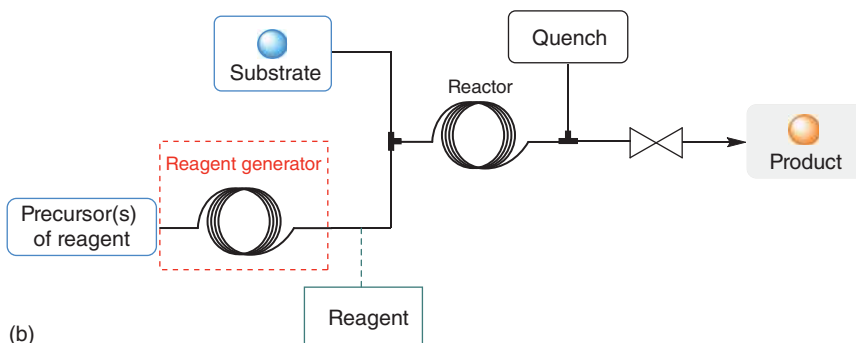 Quench
Substrate
Reactor
Reagent generator
Product
Precursor(s)
of reagent
Reagent
(b)